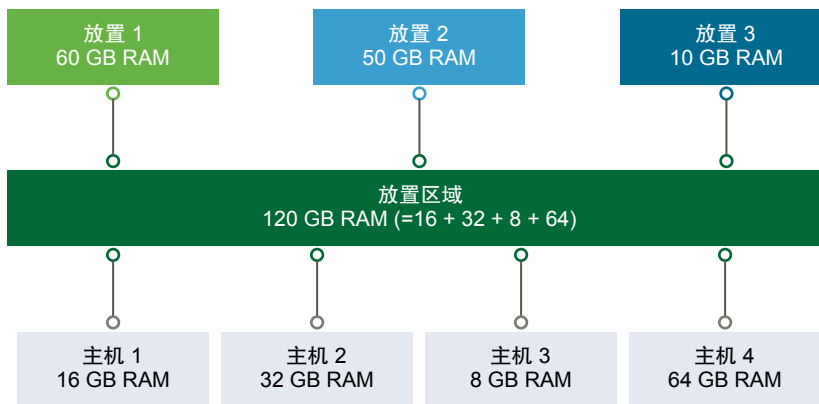 放置 1
60 GB RAM
放置 2
50 GB RAM
放置 3
10 GB RAM
放置区域
120 GB RAM (=16 + 32 + 8 + 64)
主机 1
16 GB RAM
主机 2
32 GB RAM
主机 3
8 GB RAM
主机 4
64 GB RAM